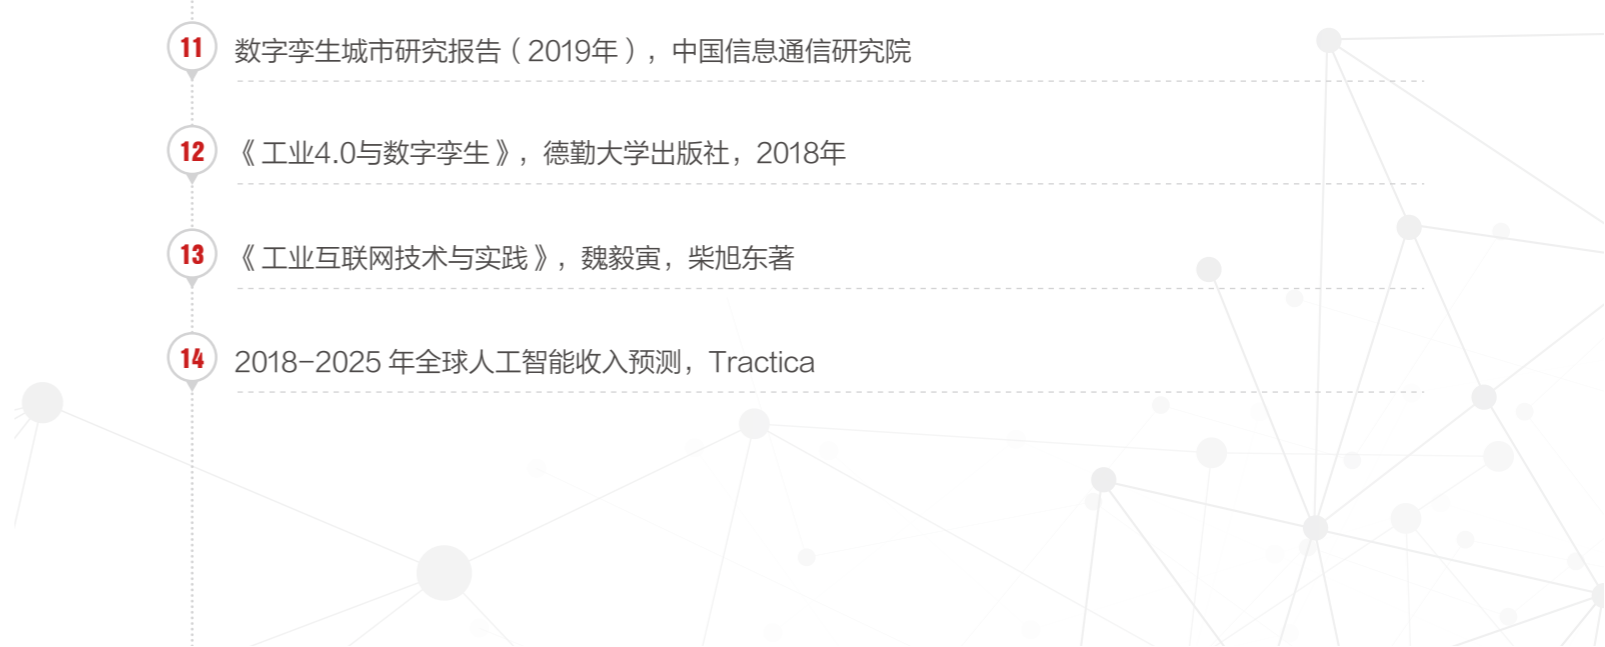 11 数字孪生城市研究报告（2019年），中国信息通信研究院
12 《工业4.0与数字孪生》，德勤大学出版社，2018年
13 《工业互联网技术与实践》，魏毅寅，柴旭东著
14 2018-2025 年全球人工智能收入预测，Tractica